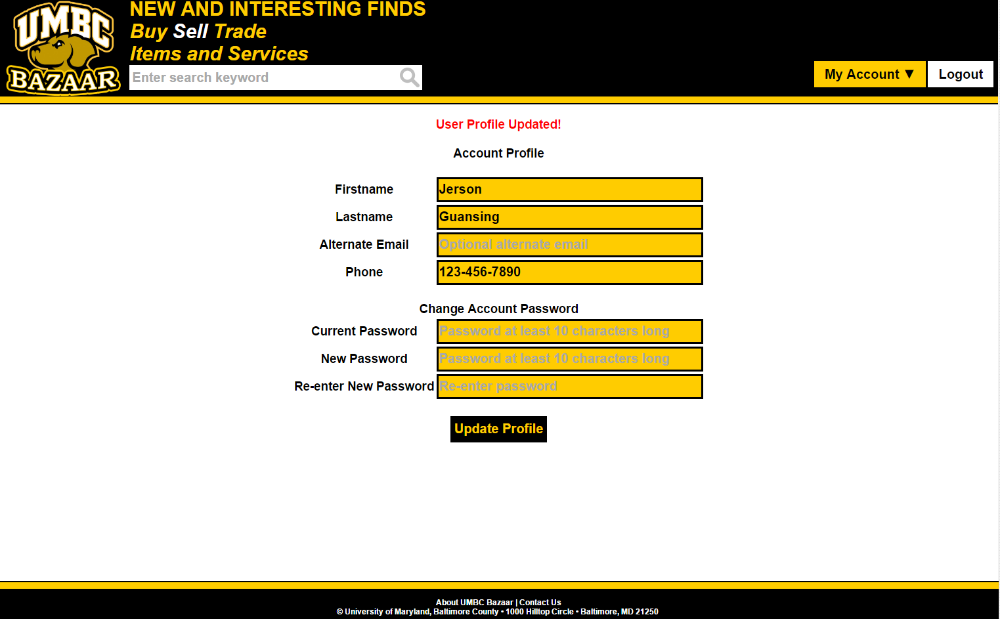 UMBC
BAZAAR
NEW AND INTERESTING FINDS
Buy Sell Trade
Items and Services
Enter search keyword
My Account ▼
Logout
User Profile Updated!
Account Profile
Firstname Jerson
Lastname Guansing
Alternate Email Optional alternate email
Phone 123-456-7890
Change Account Password
Current Password Password at least 10 characters long
New Password Password at least 10 characters long
Re-enter New Password Re-enter password
Update Profile
About UMBC Bazaar | Contact Us
© University of Maryland, Baltimore County • 1000 Hilltop Circle • Baltimore, MD 21250